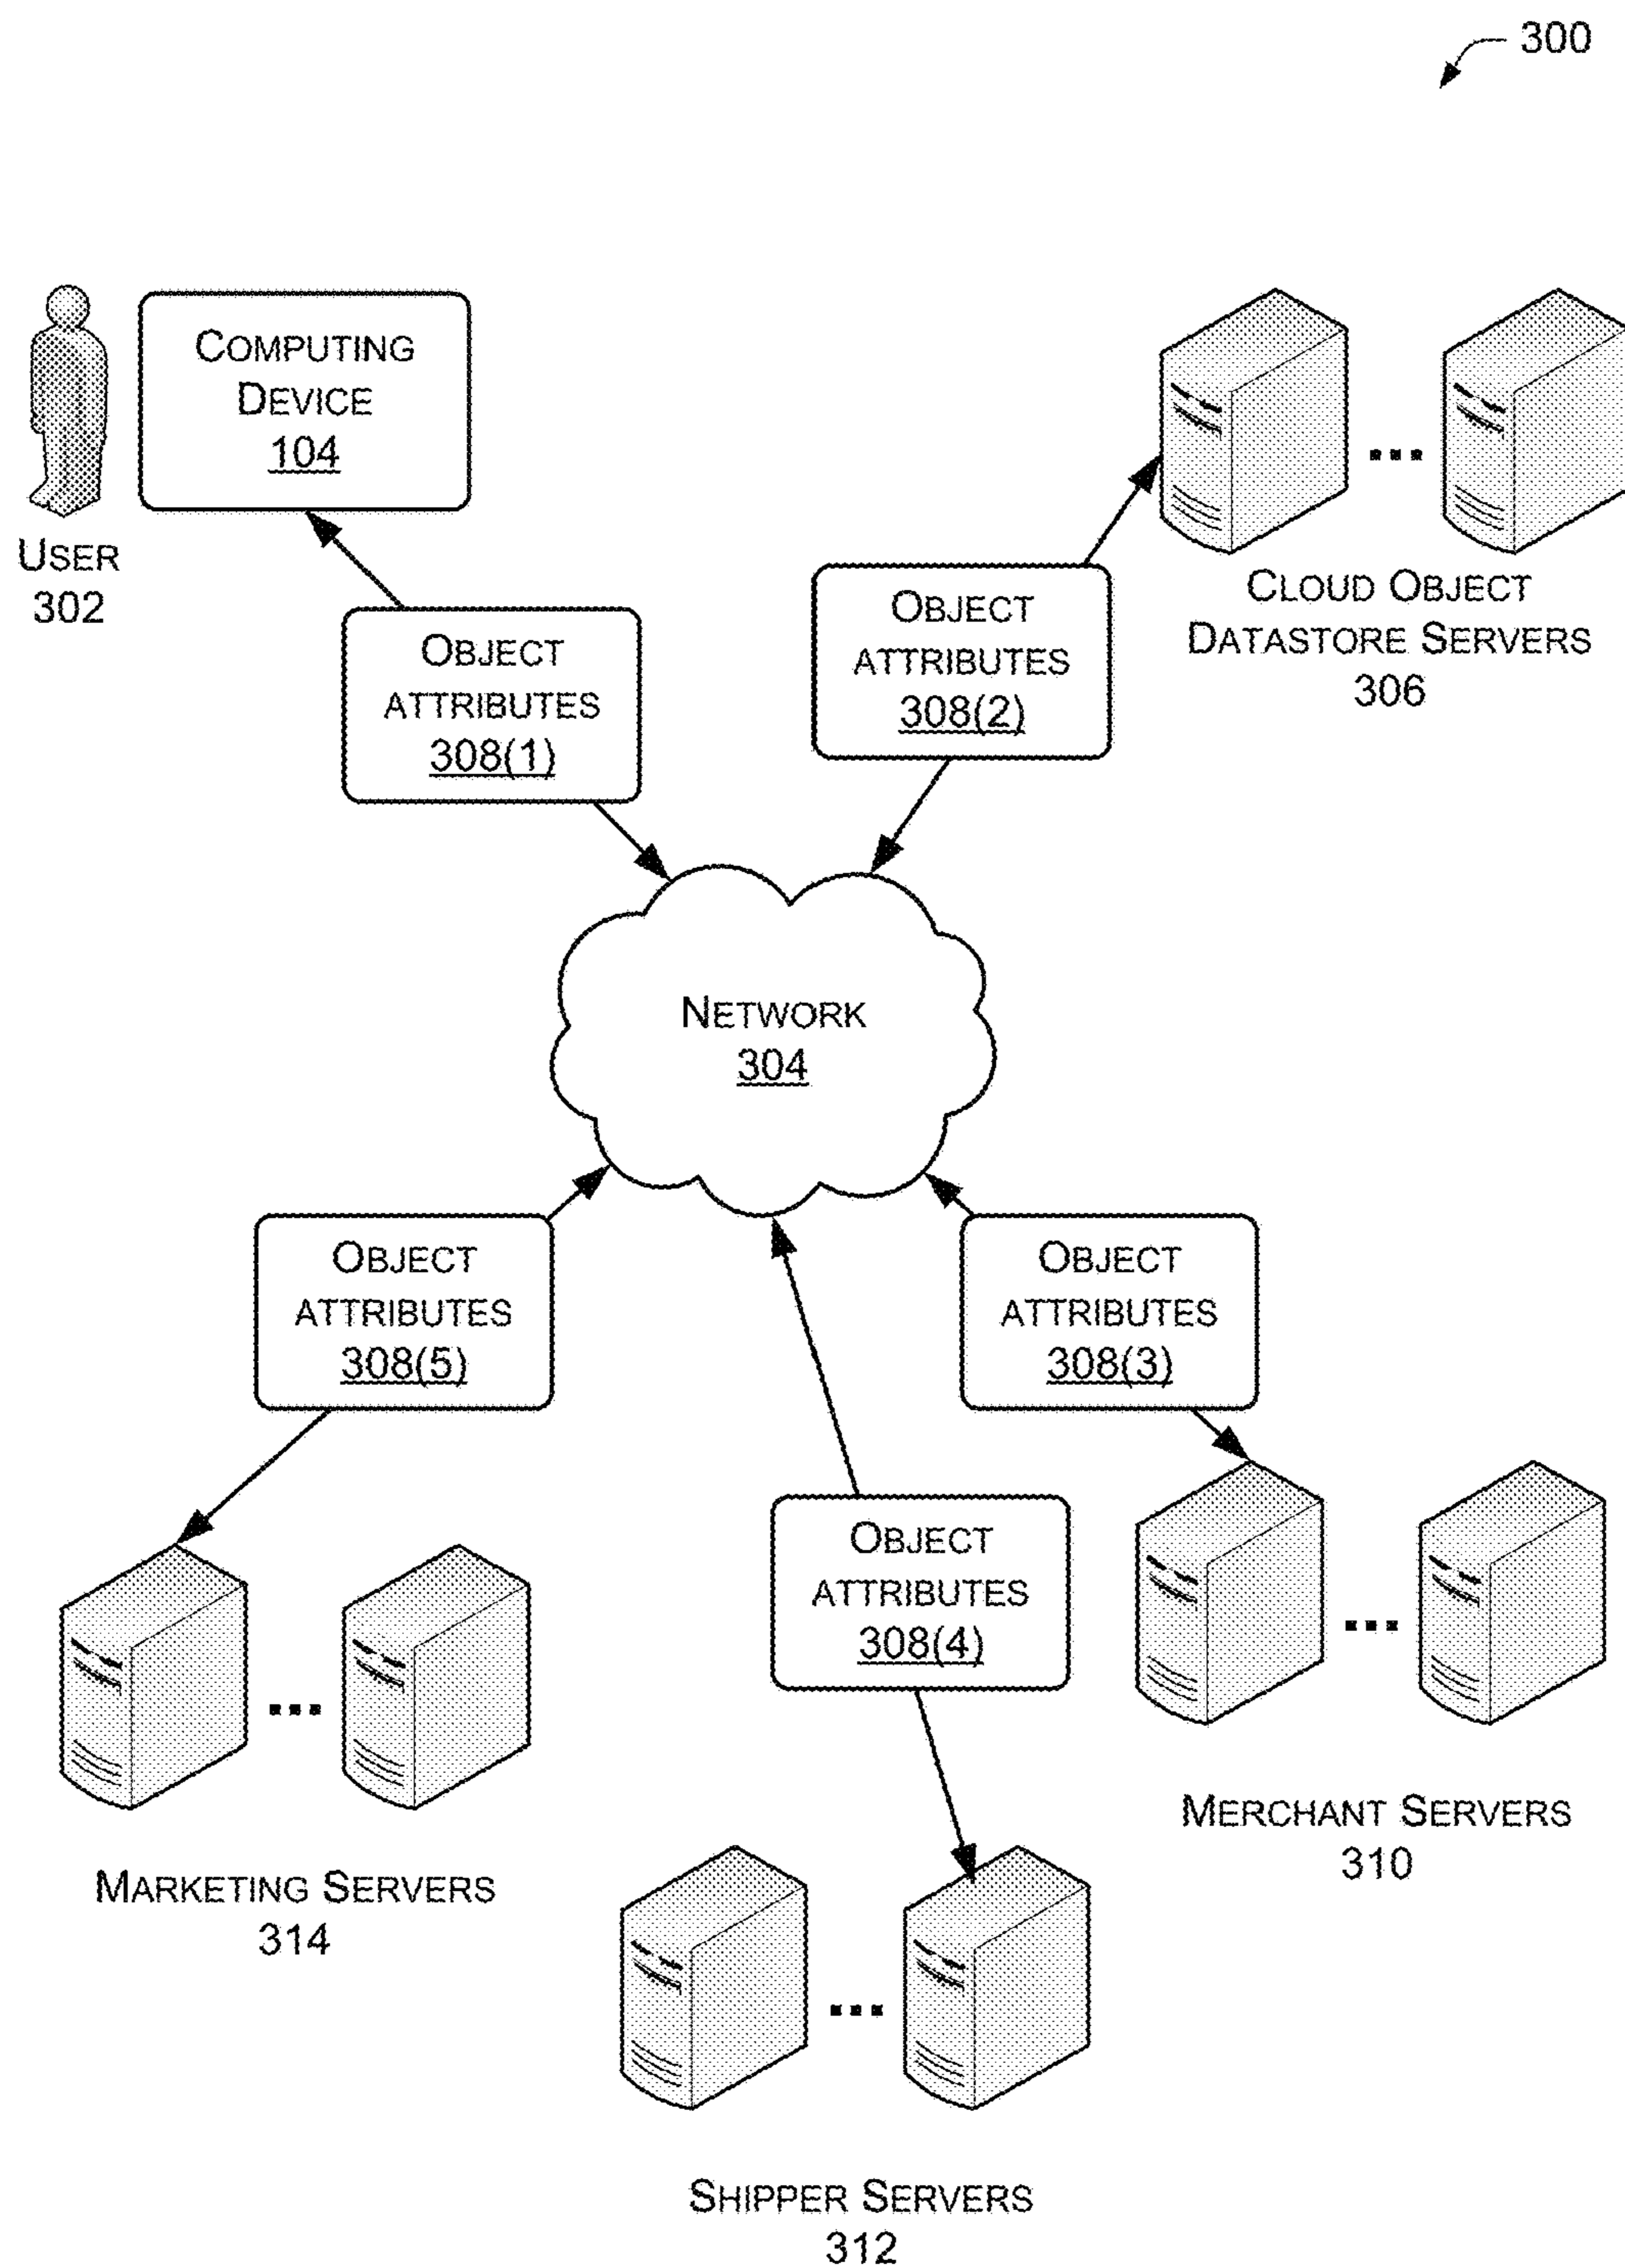 300
COMPUTING
DEVICE
104
USER
302
OBJECT
ATTRIBUTES
308(1)
OBJECT
ATTRIBUTES
308(2)
CLOUD OBJECT
DATASTORE SERVERS
306
NETWORK
304
OBJECT
ATTRIBUTES
308(5)
OBJECT
ATTRIBUTES
308(3)
OBJECT
ATTRIBUTES
308(4)
MERCHANT SERVERS
310
MARKETING SERVERS
314
SHIPPER SERVERS
312